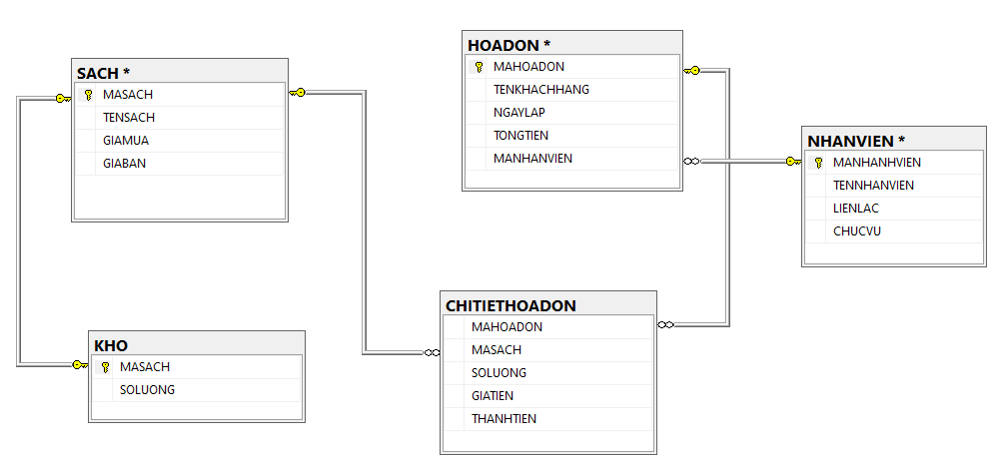 SACH *
MASACH
TENSACH
GIAMUA
GIABAN
HOADON *
MAHOADON
TENKHACHHANG
NGAYLAP
TONGTIEN
MANHANVIEN
NHANVIEN *
MANHANHVIEN
TENNHANVIEN
LIENLAC
CHUCVU
KHO
MASACH
SOLUONG
CHITIETHOADON
MAHOADON
MASACH
SOLUONG
GIATIEN
THANHTIEN